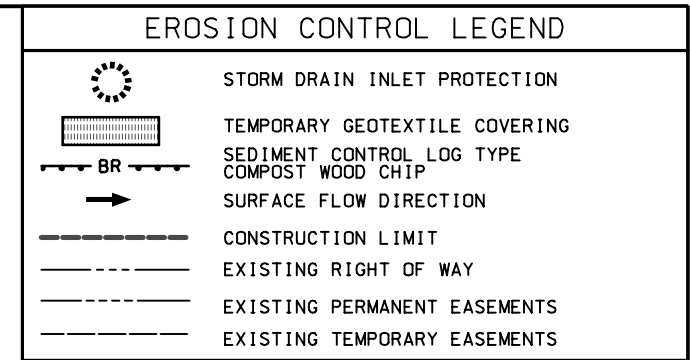 EROSION CONTROL LEGEND
STORM DRAIN INLET PROTECTION
TEMPORARY GEOTEXTILE COVERING
BR
SEDIMENT CONTROL LOG TYPE
COMPOST WOOD CHIP
SURFACE FLOW DIRECTION
CONSTRUCTION LIMIT
EXISTING RIGHT OF WAY
EXISTING PERMANENT EASEMENTS
EXISTING TEMPORARY EASEMENTS